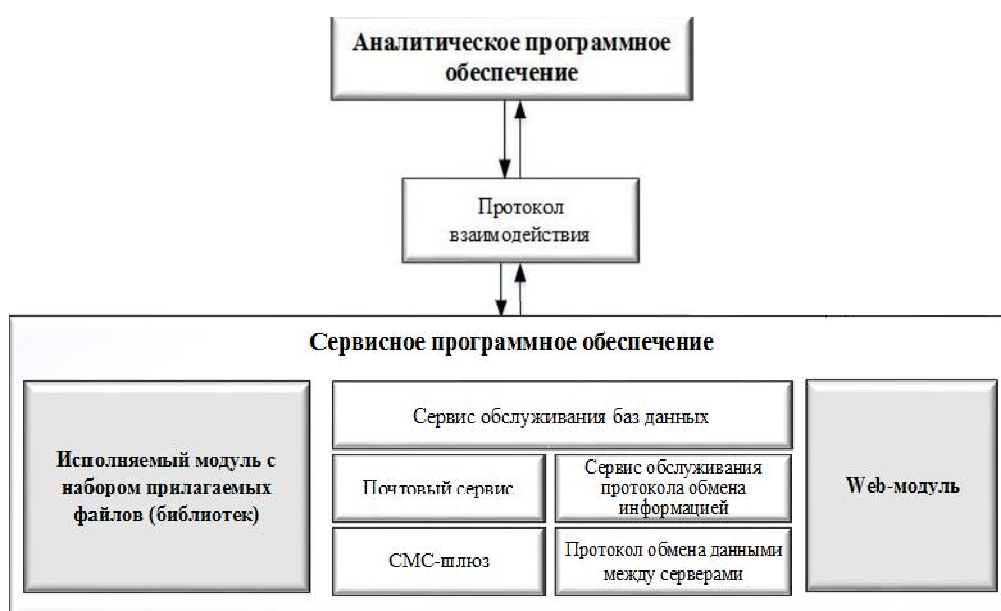 Аналитическое программное
обеспечение
Протокол
взаимодействия
Сервисное программное обеспечение
Исполняемый модуль с
набором прилагаемых
файлов (библиотек)
Сервис обслуживания баз данных
Почтовый сервис
Сервис обслуживания
протокола обмена
информацией
СМС-шлюз
Протокол обмена данными
между серверами
Web-модуль